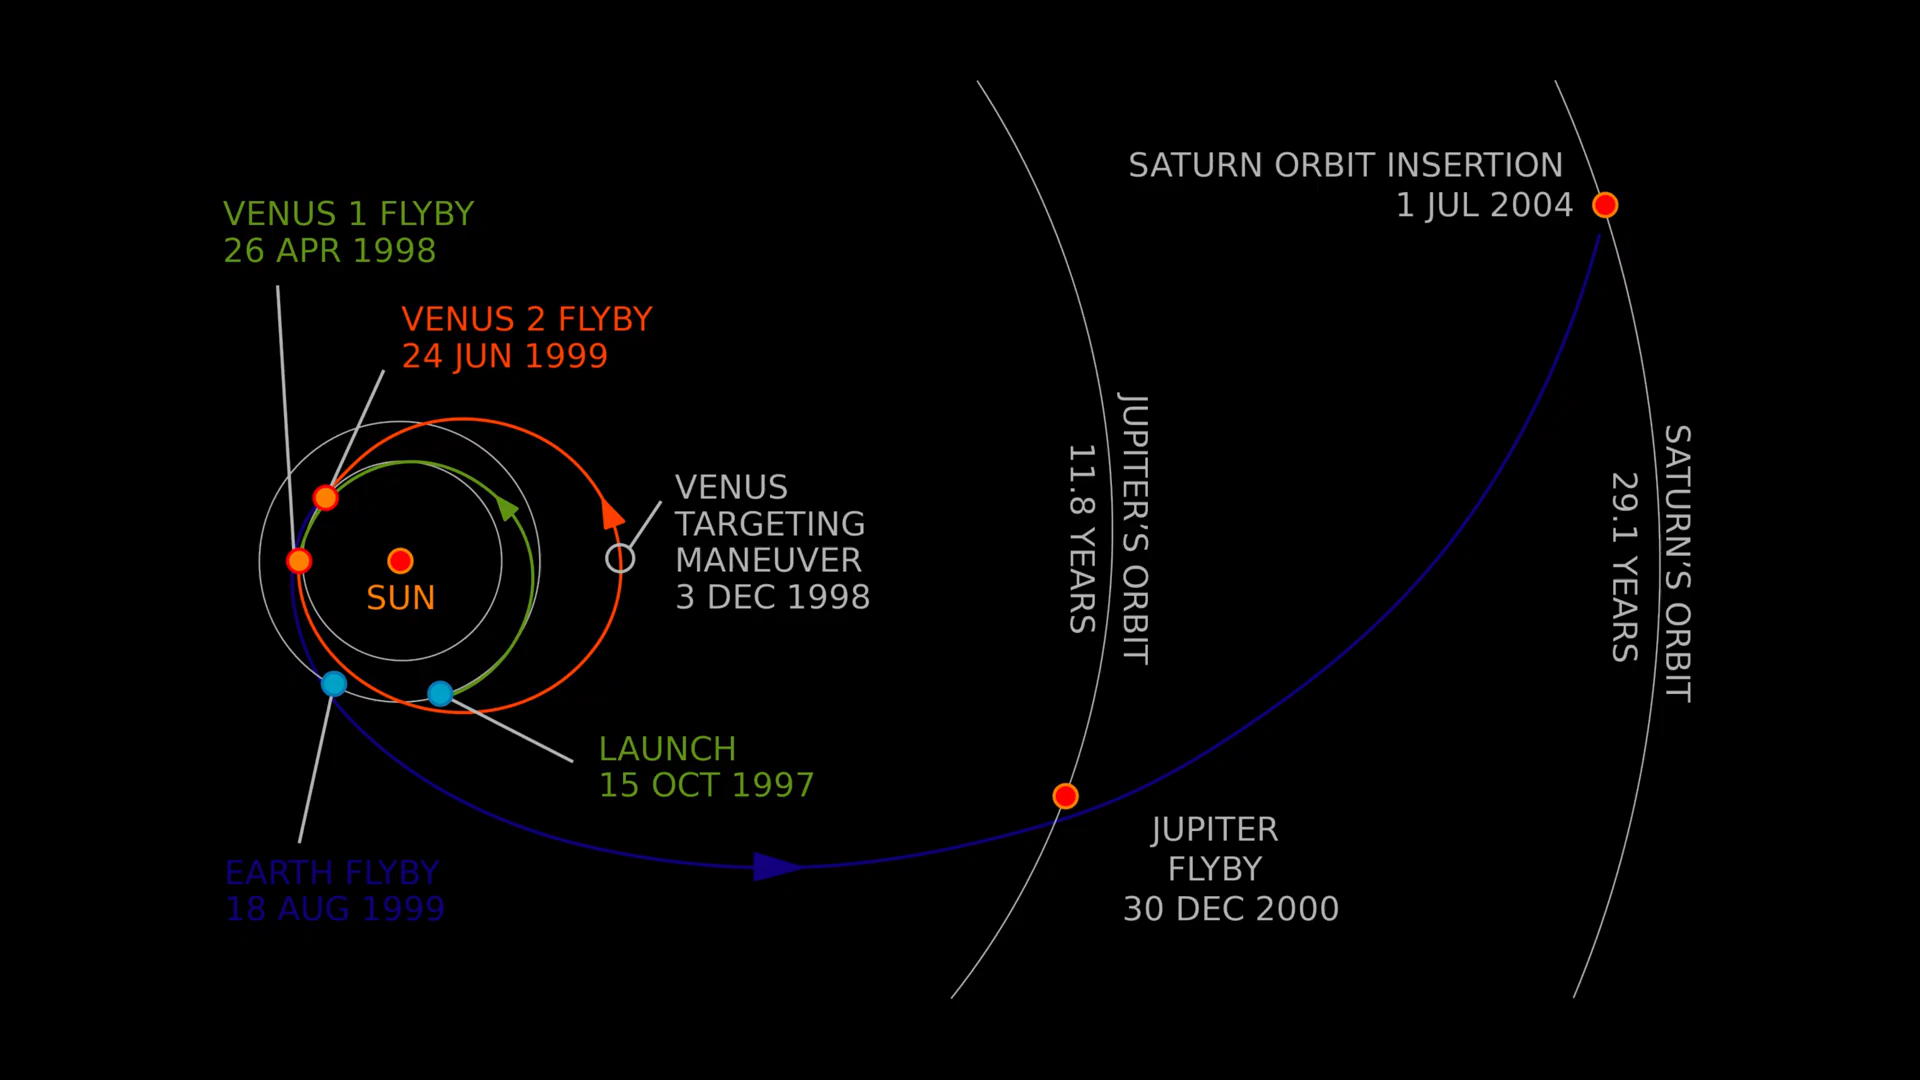 SATURN ORBIT INSERTION
1 JUL 2004
VENUS 1 FLYBY
26 APR 1998
VENUS 2 FLYBY
24 JUN 1999
VENUS
TARGETING
MANEUVER
3 DEC 1998
SUN
JUPITER’S ORBIT
11.8 YEARS
SATURN’S ORBIT
29.1 YEARS
LAUNCH
15 OCT 1997
JUPITER
FLYBY
30 DEC 2000
EARTH FLYBY
18 AUG 1999